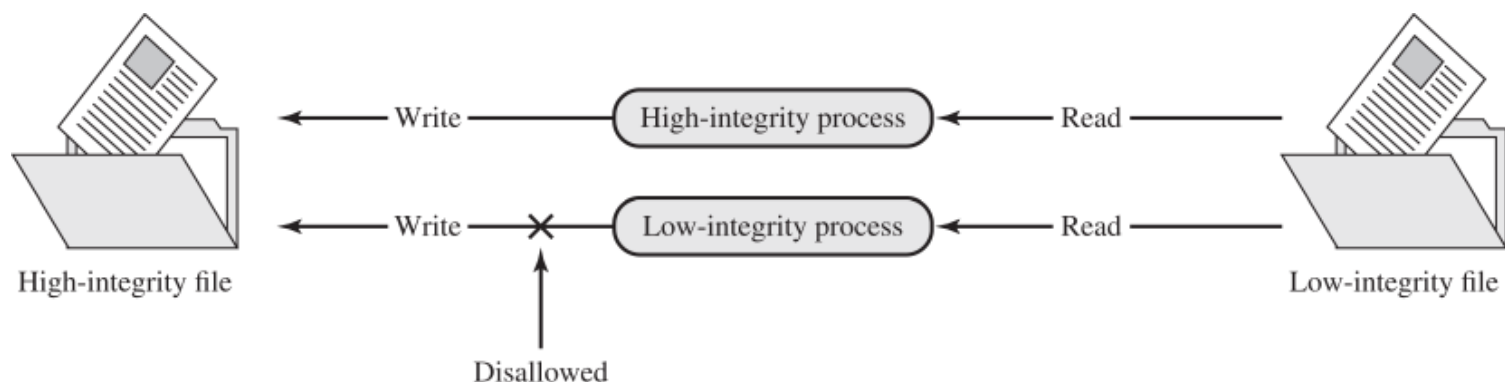 Write
High-integrity process
Read
Write
Low-integrity process
Read
High-integrity file
Low-integrity file
Disallowed